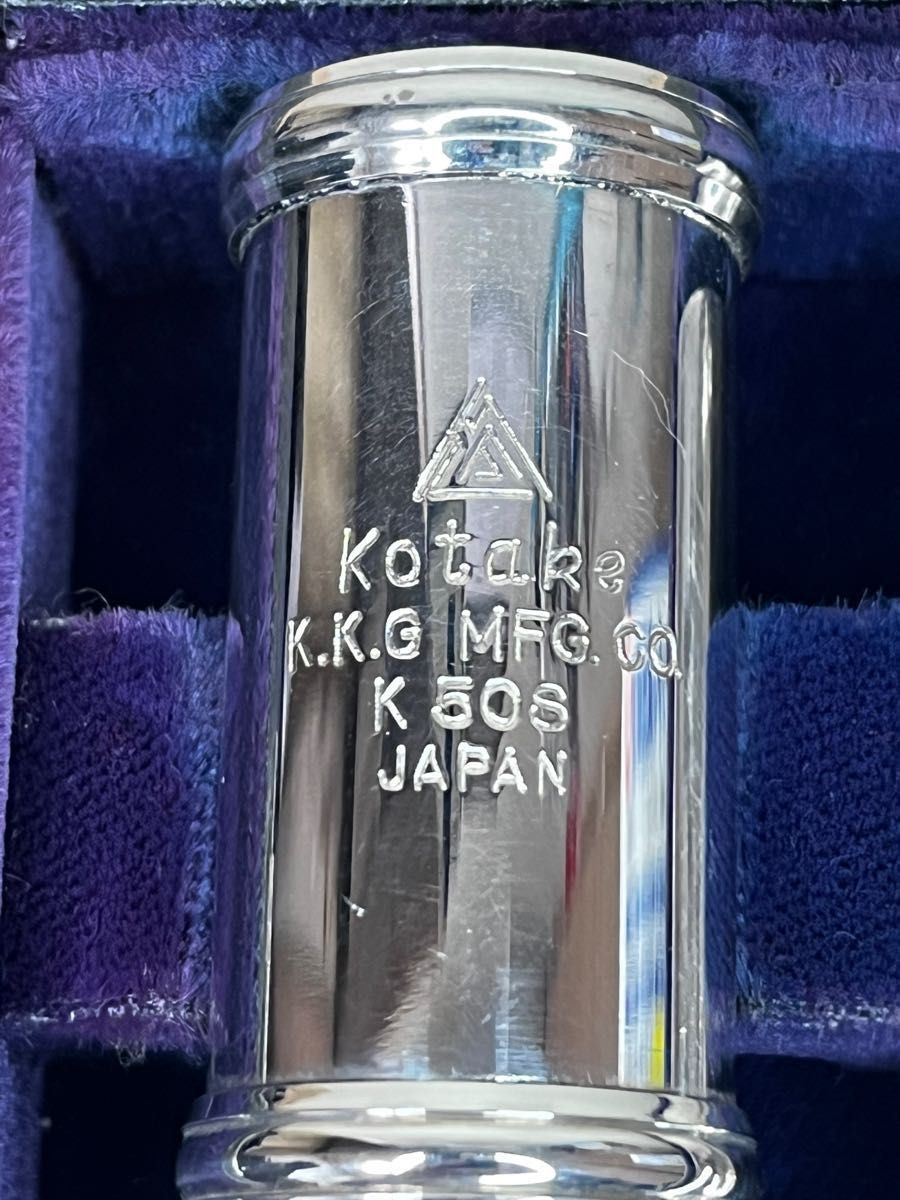 Kotake
K.K.G MFG. CO.
K 50S
JAPAN